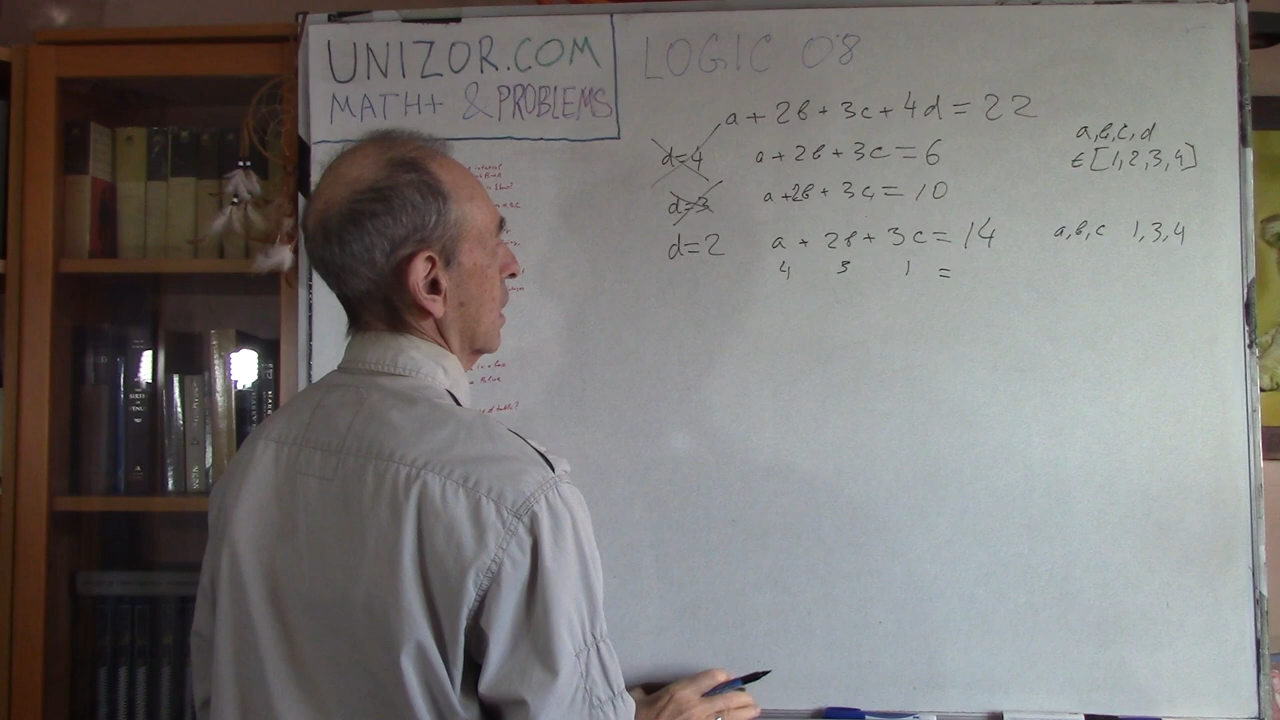 UNIZOR.COM
MATH+ & PROBLEMS
LOGIC 08
a + 2b + 3c + 4d = 22
a,b,c,d
∈ [1,2,3,4]
d=4 a + 2b + 3c = 6
d=3 a + 2b + 3c = 10
d=2 a + 2b + 3c = 14 a,b,c 1,3,4
4 3 1 =